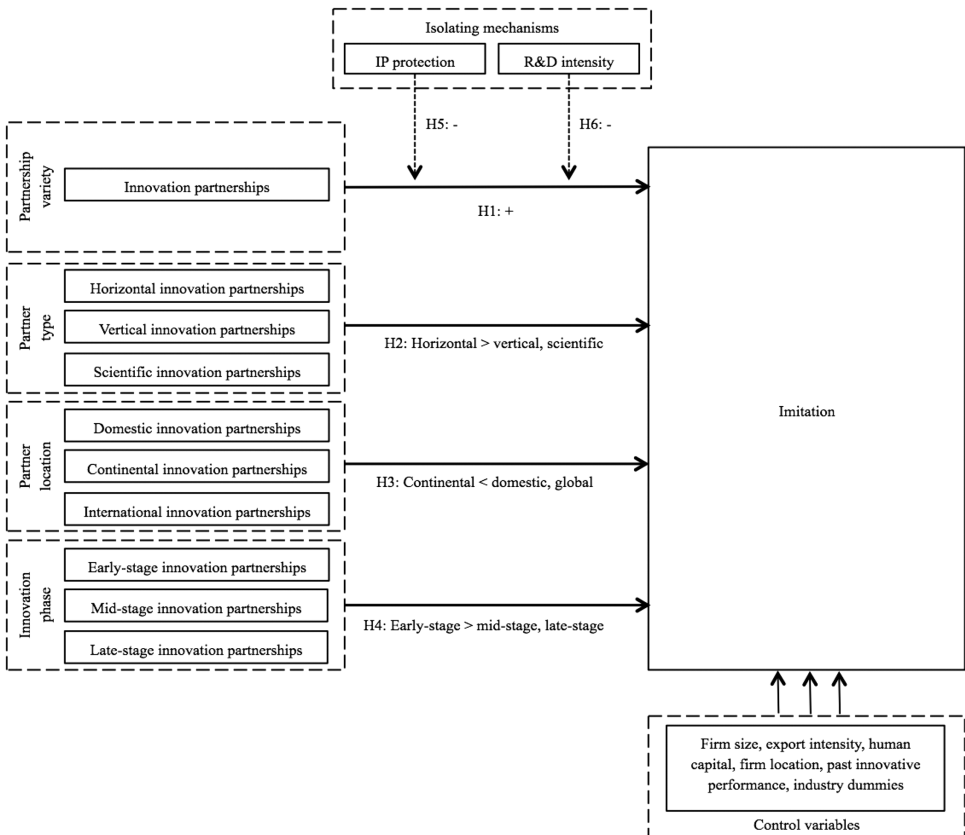 Isolating mechanisms
IP protection
R&D intensity
H5: -
H6: -
Partnership
variety
Innovation partnerships
H1: +
Partner
type
Horizontal innovation partnerships
Vertical innovation partnerships
Scientific innovation partnerships
H2: Horizontal > vertical, scientific
Imitation
Partner
location
Domestic innovation partnerships
Continental innovation partnerships
International innovation partnerships
H3: Continental < domestic, global
Innovation
phase
Early-stage innovation partnerships
Mid-stage innovation partnerships
Late-stage innovation partnerships
H4: Early-stage > mid-stage, late-stage
Firm size, export intensity, human
capital, firm location, past innovative
performance, industry dummies
Control variables